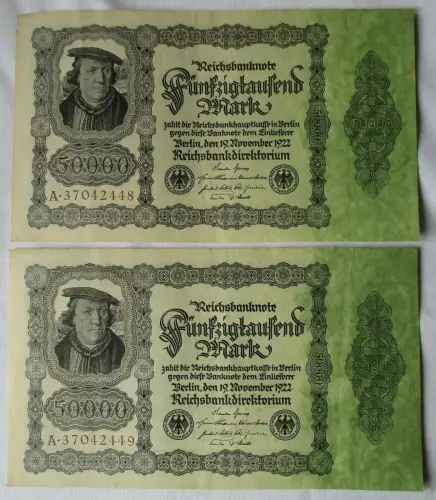 Reichsbanknote
Fünfzigtausend
Mark
zahlt die Reichsbankhauptkasse in Berlin
gegen diese Banknote dem Einlieferer
Berlin, den 19. November 1922
Reichsbankdirektorium
50000
A·37042448
50000
Reichsbanknote
Fünfzigtausend
Mark
zahlt die Reichsbankhauptkasse in Berlin
gegen diese Banknote dem Einlieferer
Berlin, den 19. November 1922
Reichsbankdirektorium
50000
A·37042449
50000